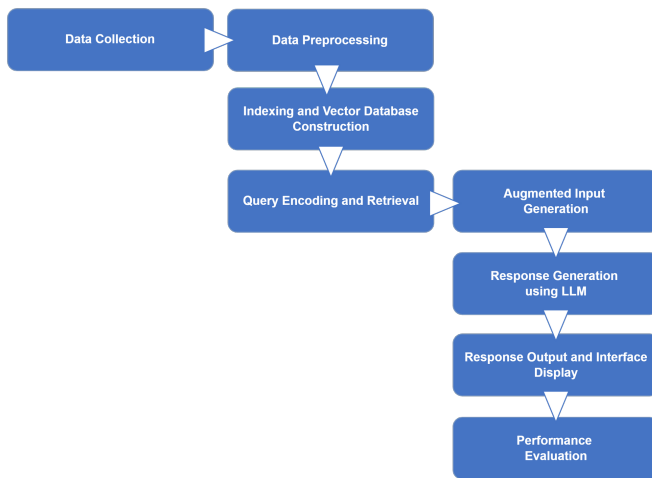 Data Collection
Data Preprocessing
Indexing and Vector Database
Construction
Query Encoding and Retrieval
Augmented Input
Generation
Response Generation
using LLM
Response Output and Interface
Display
Performance
Evaluation